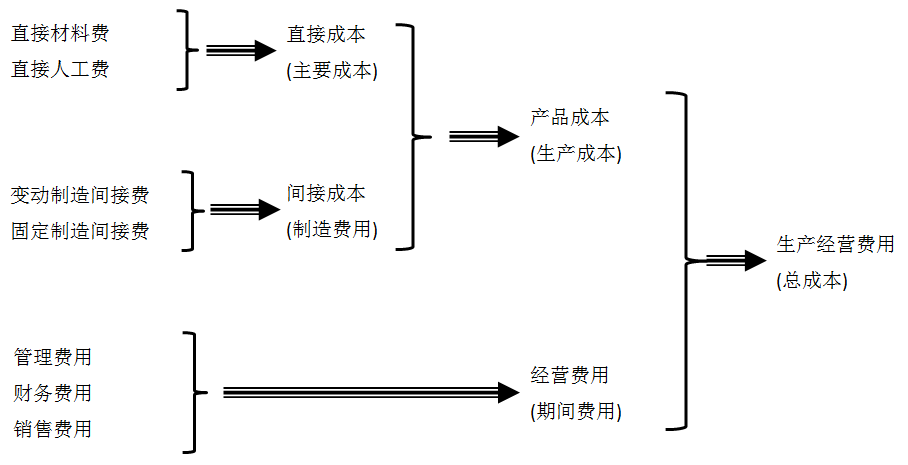 直接材料费
直接人工费
直接成本
(主要成本)
变动制造间接费
固定制造间接费
间接成本
(制造费用)
产品成本
(生产成本)
管理费用
财务费用
销售费用
经营费用
(期间费用)
生产经营费用
(总成本)